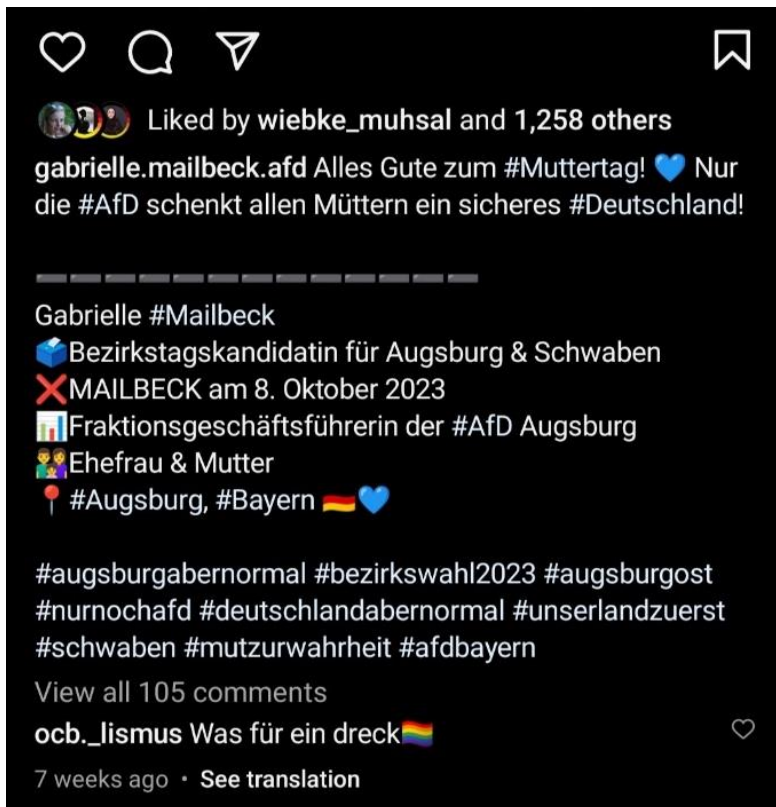 Liked by wiebke_muhsal and 1,258 others
gabrielle.mailbeck.afd Alles Gute zum #Muttertag! 💙 Nur
die #AfD schenkt allen Müttern ein sicheres #Deutschland!
➖➖➖➖➖➖➖➖➖➖➖➖➖
Gabrielle #Mailbeck
🗳️Bezirkstagskandidatin für Augsburg & Schwaben
❌MAILBECK am 8. Oktober 2023
📊Fraktionsgeschäftsführerin der #AfD Augsburg
👨‍👩‍👧Ehefrau & Mutter
📍#Augsburg, #Bayern 🇩🇪💙
#augsburgabernormal #bezirkswahl2023 #augsburgost
#nurnochafd #deutschlandabernormal #unserlandzuerst
#schwaben #mutzurwahrheit #afdbayern
View all 105 comments
ocb._lismus Was für ein dreck🏳️‍🌈
7 weeks ago • See translation